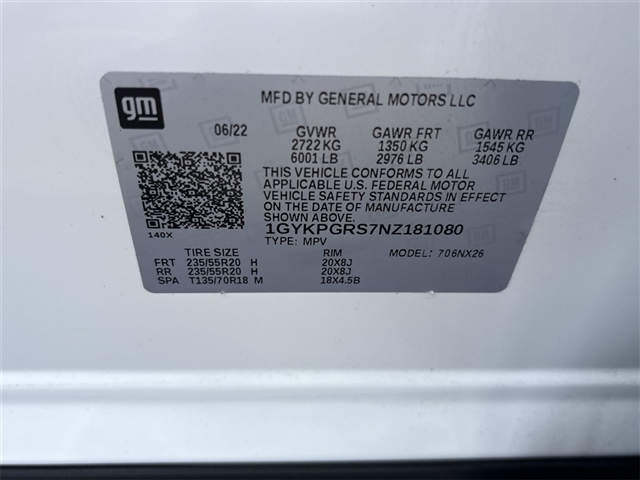 gm
MFD BY GENERAL MOTORS LLC
06/22 GVWR GAWR FRT GAWR RR
2722 KG 1350 KG 1545 KG
6001 LB 2976 LB 3406 LB
THIS VEHICLE CONFORMS TO ALL
APPLICABLE U.S. FEDERAL MOTOR
VEHICLE SAFETY STANDARDS IN EFFECT
ON THE DATE OF MANUFACTURE
SHOWN ABOVE.
1GYKPGRS7NZ181080
140X
TYPE: MPV MODEL: 706NX26
TIRE SIZE RIM
FRT 235/55R20 H 20X8J
RR 235/55R20 H 20X8J
SPA T135/70R18 M 18X4.5B